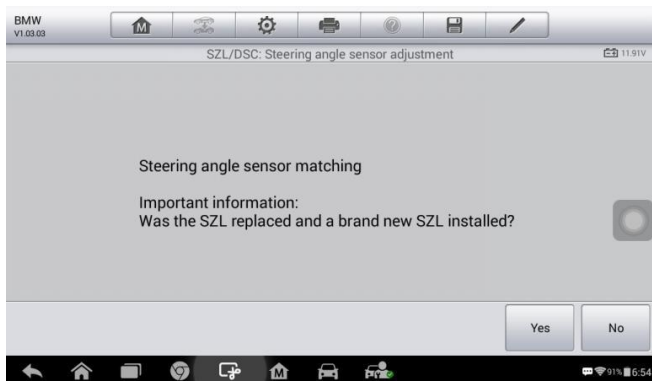 BMW
V1.03.03
SZL/DSC: Steering angle sensor adjustment
11.91V
Steering angle sensor matching
Important information:
Was the SZL replaced and a brand new SZL installed?
Yes
No
91% 6:54